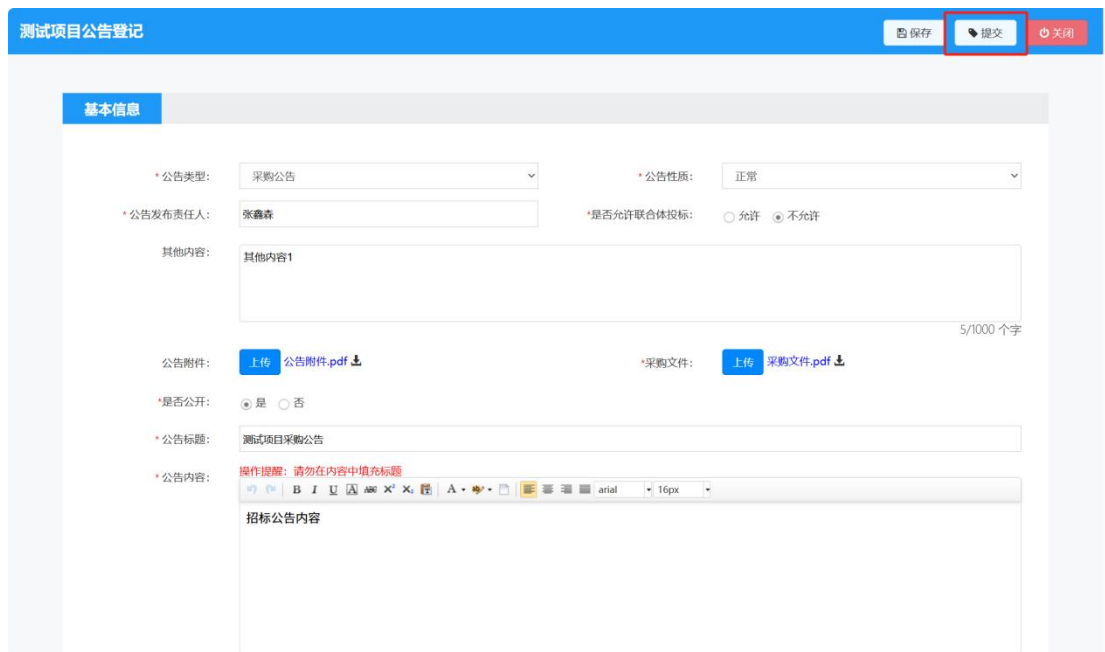 测试项目公告登记 保存 提交 关闭
基本信息
* 公告类型: 采购公告 * 公告性质: 正常
* 公告发布责任人: 张鑫森 *是否允许联合体投标: 允许 不允许
其他内容: 其他内容1
5/1000 个字
公告附件: 上传 公告附件.pdf *采购文件: 上传 采购文件.pdf
*是否公开: 是 否
* 公告标题: 测试项目采购公告
* 公告内容: 操作提醒：请勿在内容中填充标题
B I U A ABC X² X₂ A arial 16px
招标公告内容